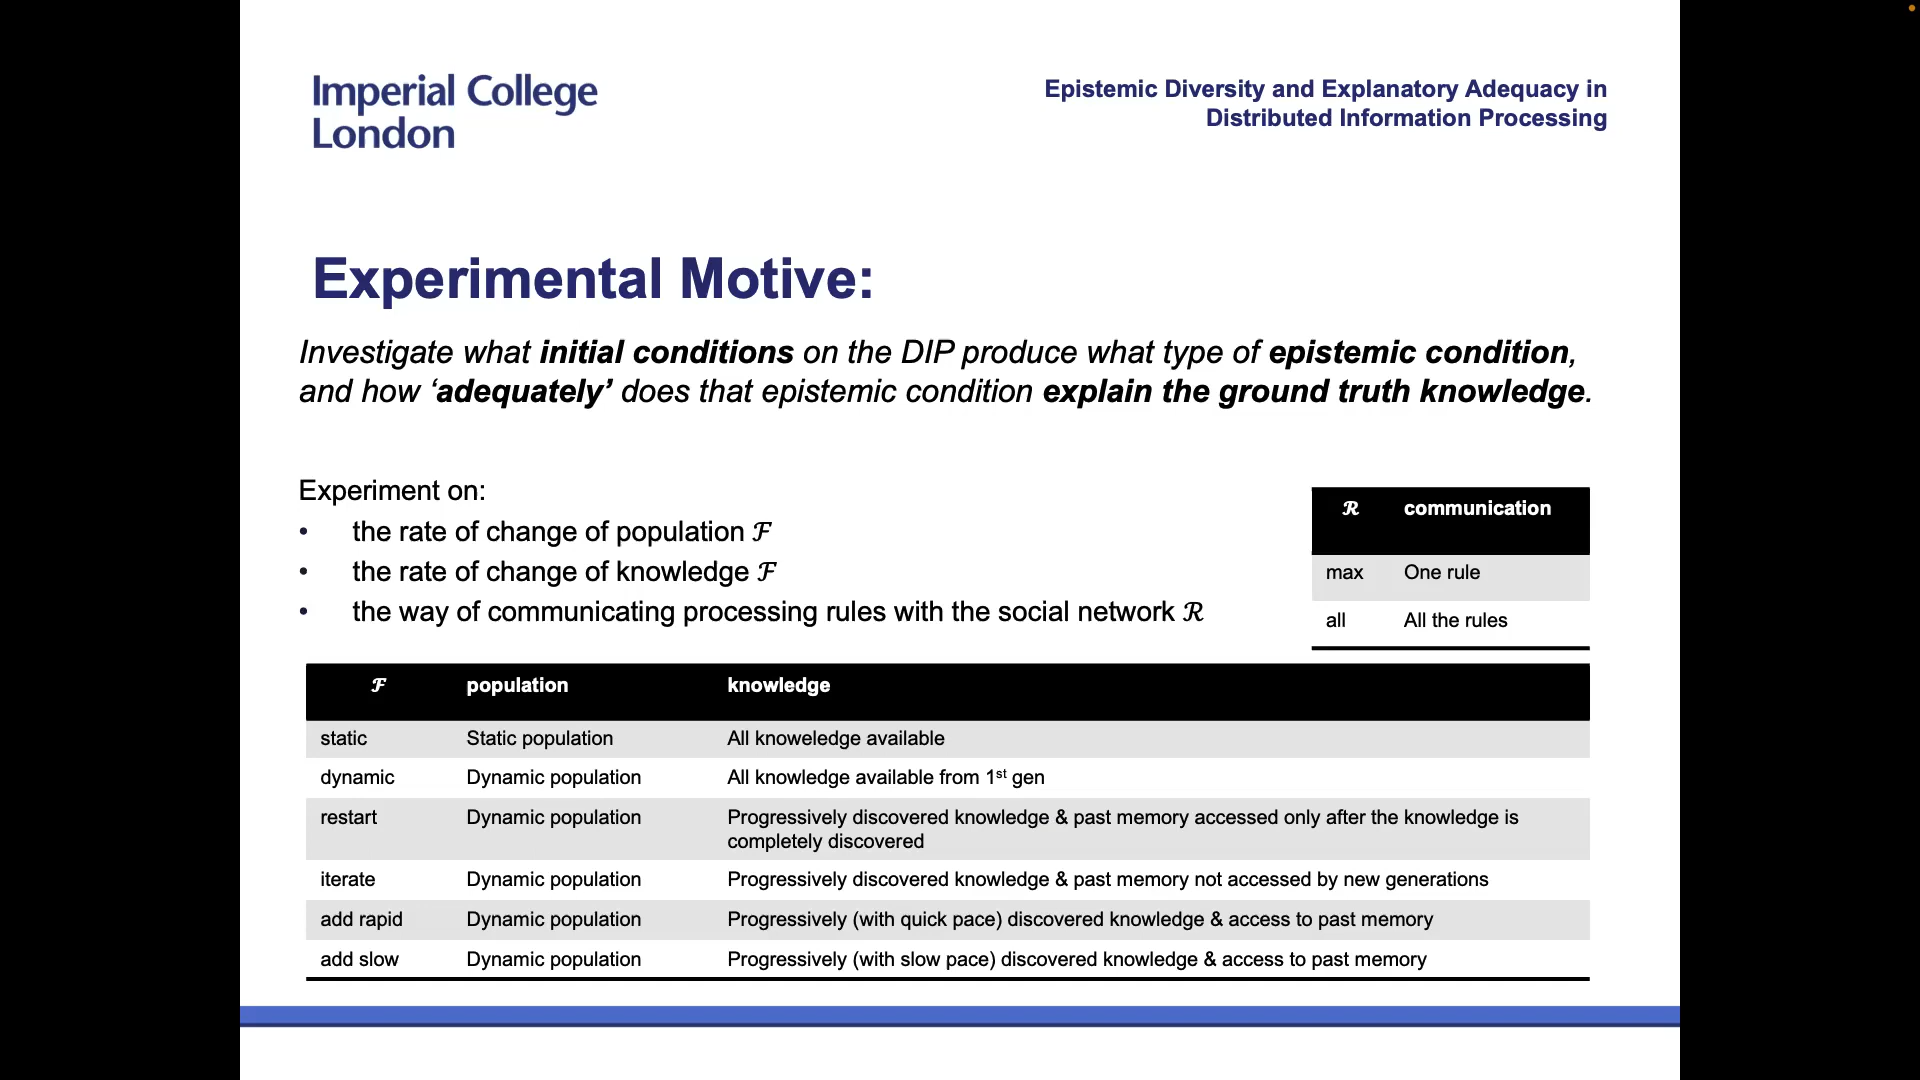 Imperial College
London
Epistemic Diversity and Explanatory Adequacy in
Distributed Information Processing
Experimental Motive:
Investigate what initial conditions on the DIP produce what type of epistemic condition,
and how ‘adequately’ does that epistemic condition explain the ground truth knowledge.
Experiment on:
• the rate of change of population ℱ
• the rate of change of knowledge ℱ
• the way of communicating processing rules with the social network ℛ
ℛ communication
max One rule
all All the rules
ℱ population knowledge
static Static population All knoweledge available
dynamic Dynamic population All knowledge available from 1st gen
restart Dynamic population Progressively discovered knowledge & past memory accessed only after the knowledge is
completely discovered
iterate Dynamic population Progressively discovered knowledge & past memory not accessed by new generations
add rapid Dynamic population Progressively (with quick pace) discovered knowledge & access to past memory
add slow Dynamic population Progressively (with slow pace) discovered knowledge & access to past memory